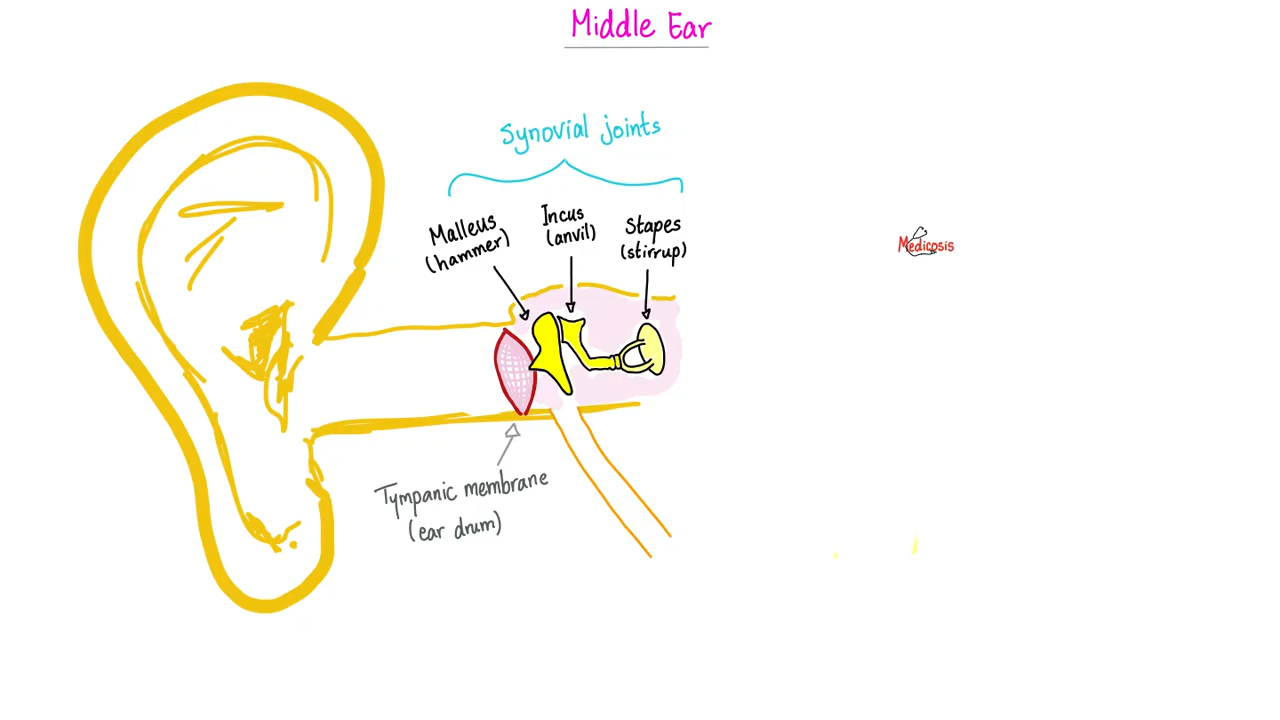 Middle Ear
Synovial joints
Malleus
(hammer)
Incus
(anvil)
Stapes
(stirrup)
Medicosis
Tympanic membrane
(ear drum)